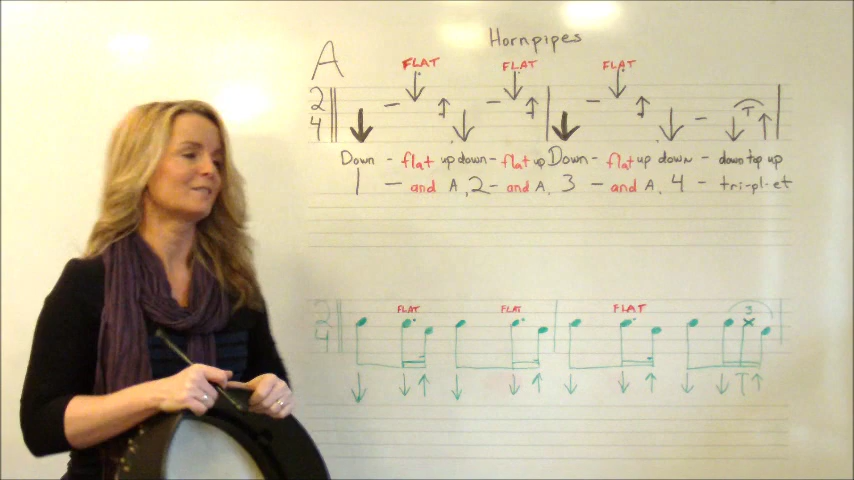 Hornpipes
A FLAT FLAT FLAT
2
4 T
Down - flat up down - flat up Down - flat up down - down top up
1 - and A, 2 - and A, 3 - and A, 4 - tri-pl-et
FLAT FLAT FLAT 3
2
4
T